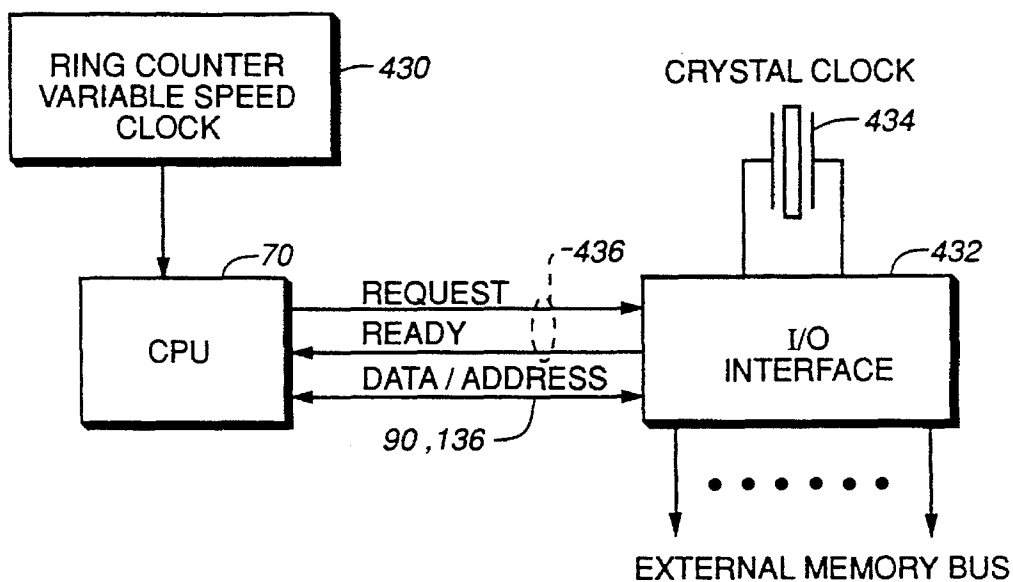 RING COUNTER
VARIABLE SPEED
CLOCK
430
CRYSTAL CLOCK
434
70
436
432
REQUEST
READY
DATA / ADDRESS
CPU
I/O
INTERFACE
90 ,136
EXTERNAL MEMORY BUS